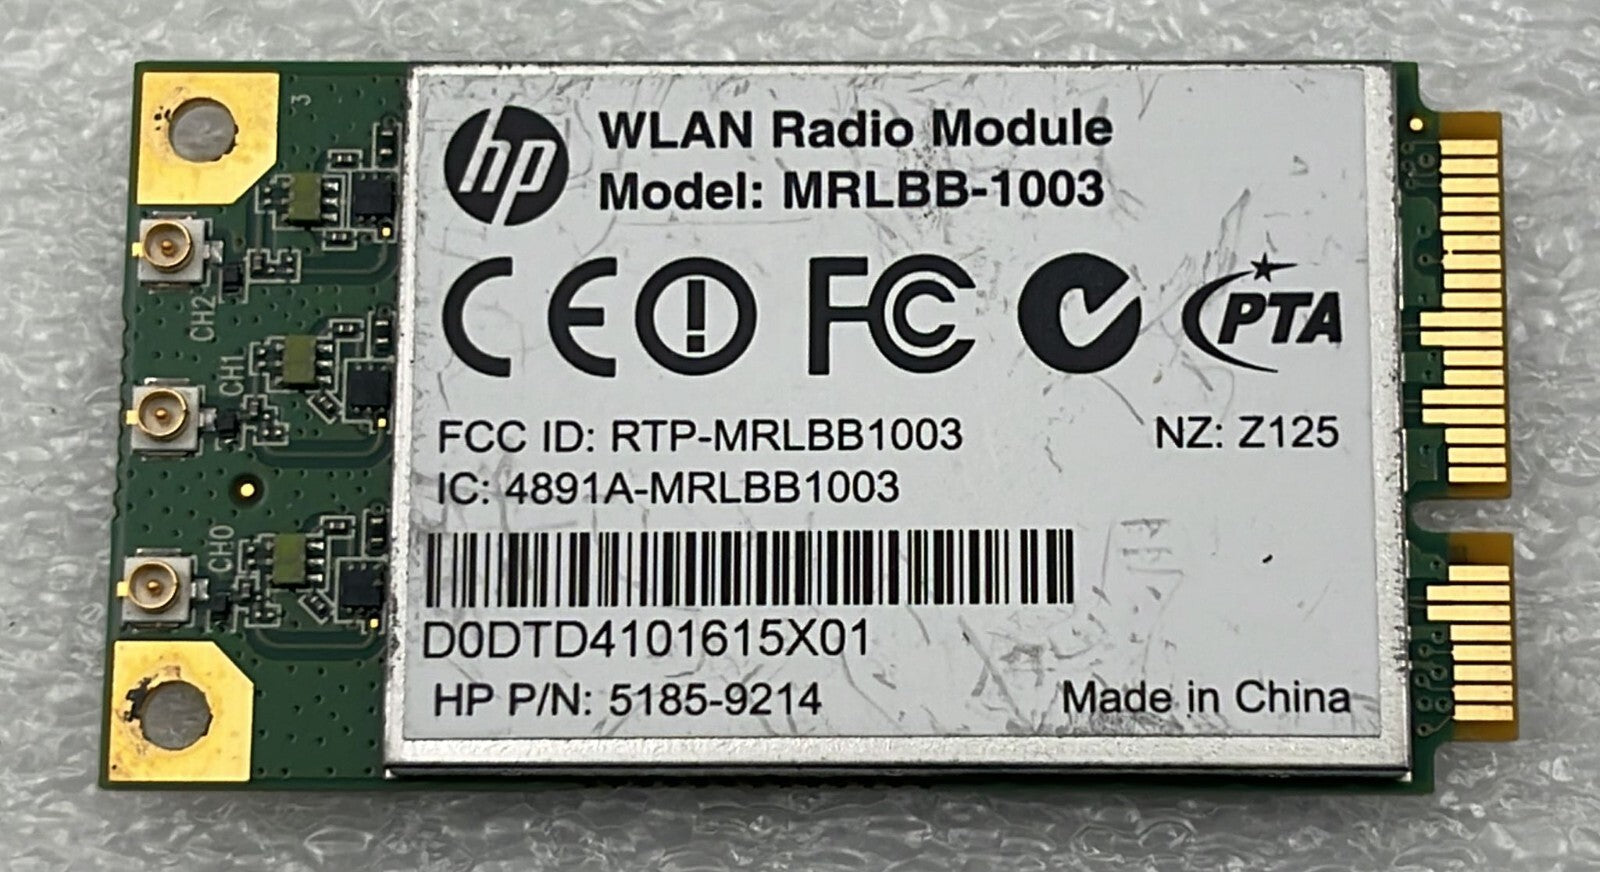 hp
WLAN Radio Module
Model: MRLBB-1003
CE FC PTA
FCC ID: RTP-MRLBB1003 NZ: Z125
IC: 4891A-MRLBB1003
D0DTD4101615X01
HP P/N: 5185-9214 Made in China
3
CH2
CH1
CH0